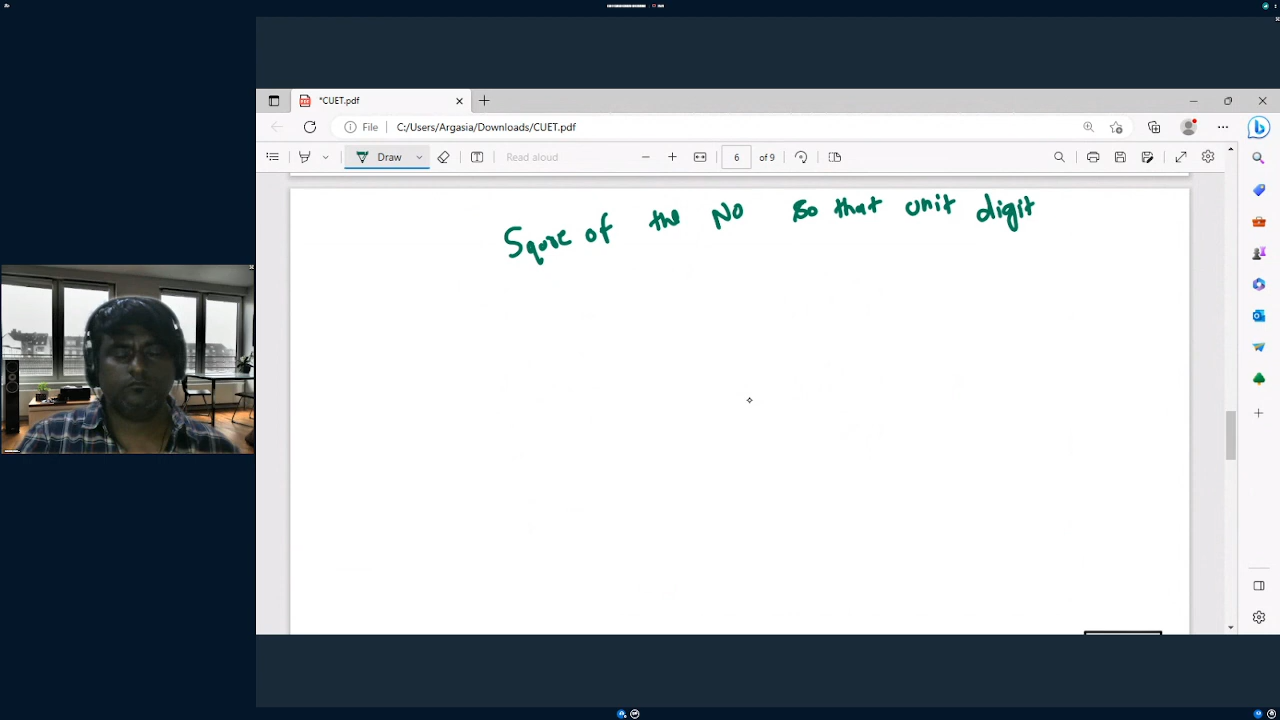 *CUET.pdf
File C:/Users/Argasia/Downloads/CUET.pdf
Draw Read aloud 6 of 9
Squre of the No so that unit digit